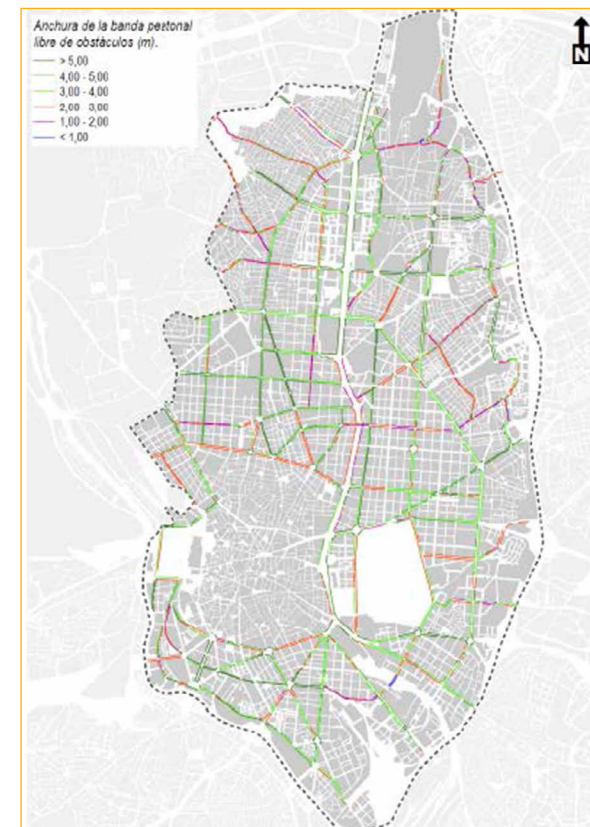 Anchura de la banda peatonal
libre de obstáculos (m).
> 5,00
4,00 - 5,00
3,00 - 4,00
2,00 - 3,00
1,00 - 2,00
< 1,00
N